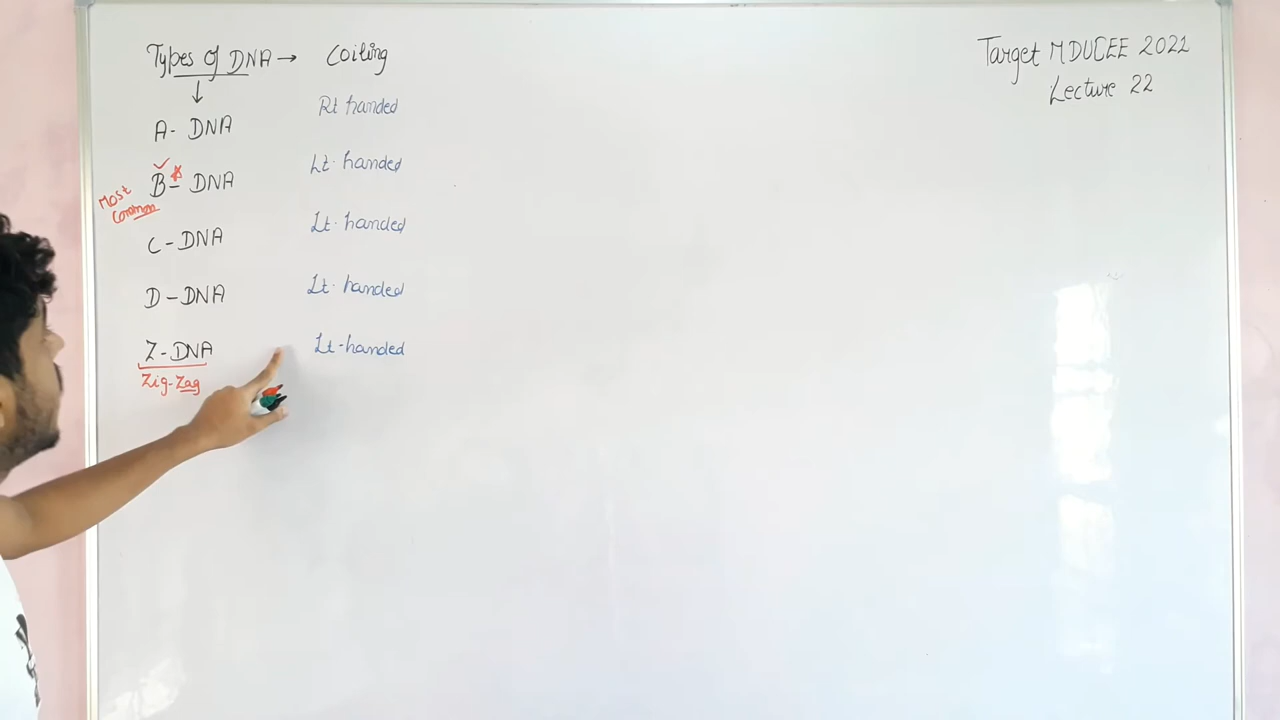 Types of DNA → Coiling
A- DNA Rt handed
B- DNA Lt. handed
Most
Common
C-DNA Lt. handed
D-DNA Lt. handed
Z-DNA Lt-handed
Zig-Zag
Target MDUCEE 2022
Lecture 22